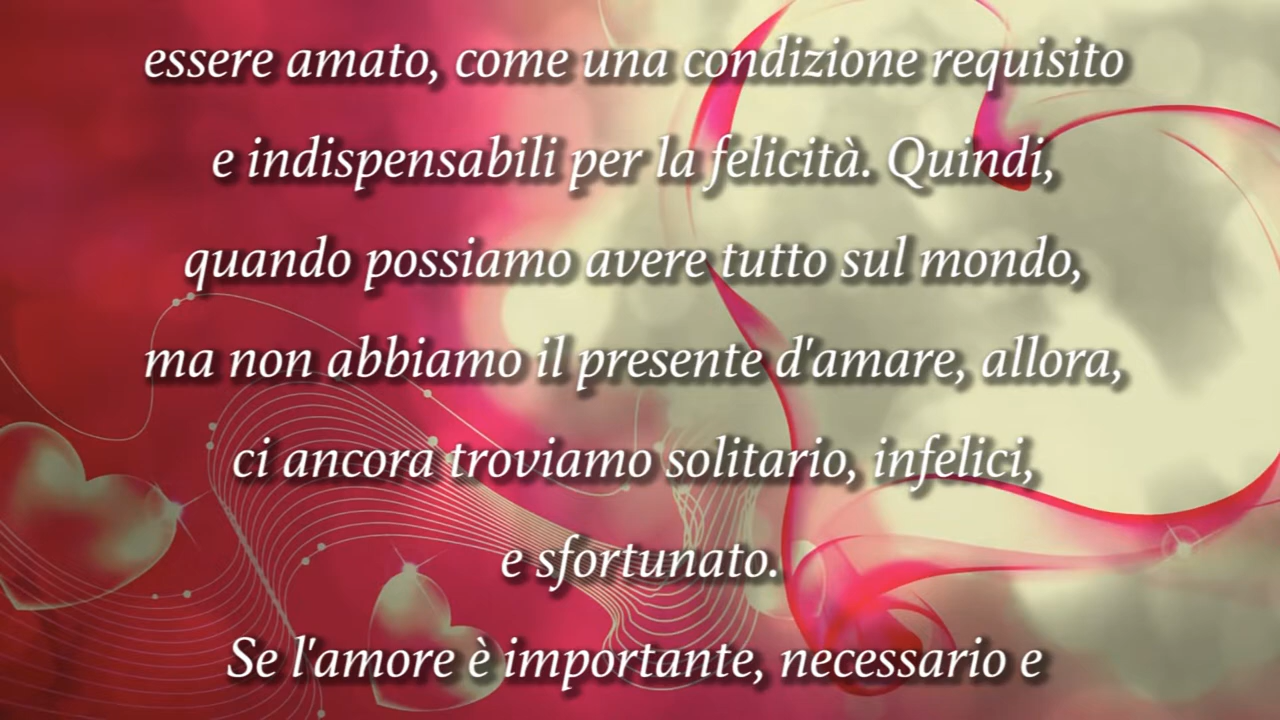 essere amato, come una condizione requisito
e indispensabili per la felicità. Quindi,
quando possiamo avere tutto sul mondo,
ma non abbiamo il presente d'amare, allora,
ci ancora troviamo solitario, infelici,
e sfortunato.
Se l'amore è importante, necessario e